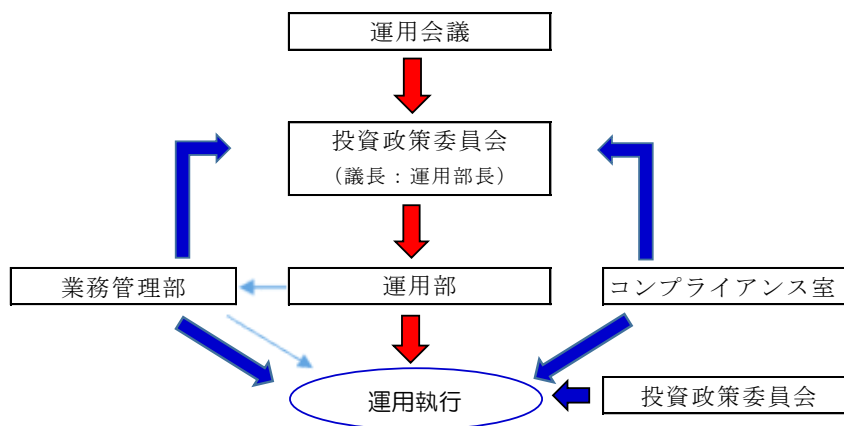 運用会議
投資政策委員会
(議長:運用部長)
業務管理部
運用部
コンプライアンス室
運用執行
投資政策委員会